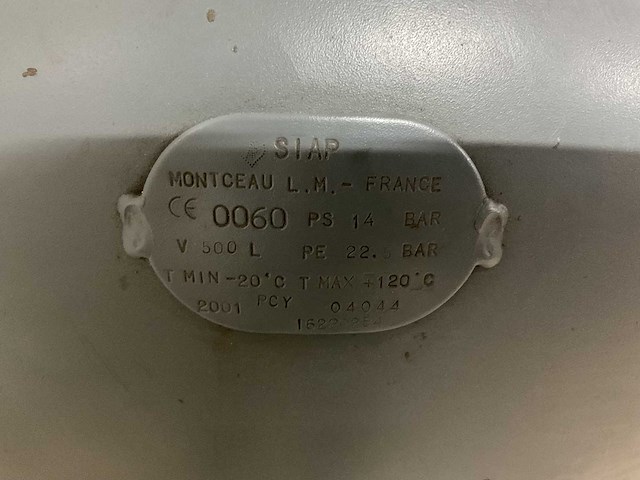 SIAP
MONTCEAU L.M.- FRANCE
CE 0060 PS 14 BAR
V 500 L PE 22.5 BAR
T MIN -20°C T MAX +120°C
2001 PCY 04044